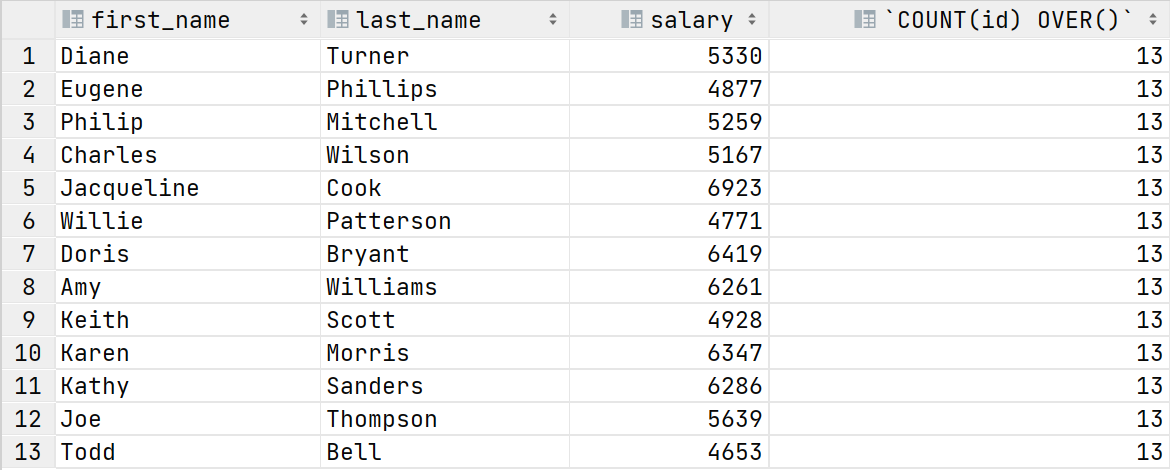 first_name last_name salary `COUNT(id) OVER()`
1 Diane Turner 5330 13
2 Eugene Phillips 4877 13
3 Philip Mitchell 5259 13
4 Charles Wilson 5167 13
5 Jacqueline Cook 6923 13
6 Willie Patterson 4771 13
7 Doris Bryant 6419 13
8 Amy Williams 6261 13
9 Keith Scott 4928 13
10 Karen Morris 6347 13
11 Kathy Sanders 6286 13
12 Joe Thompson 5639 13
13 Todd Bell 4653 13